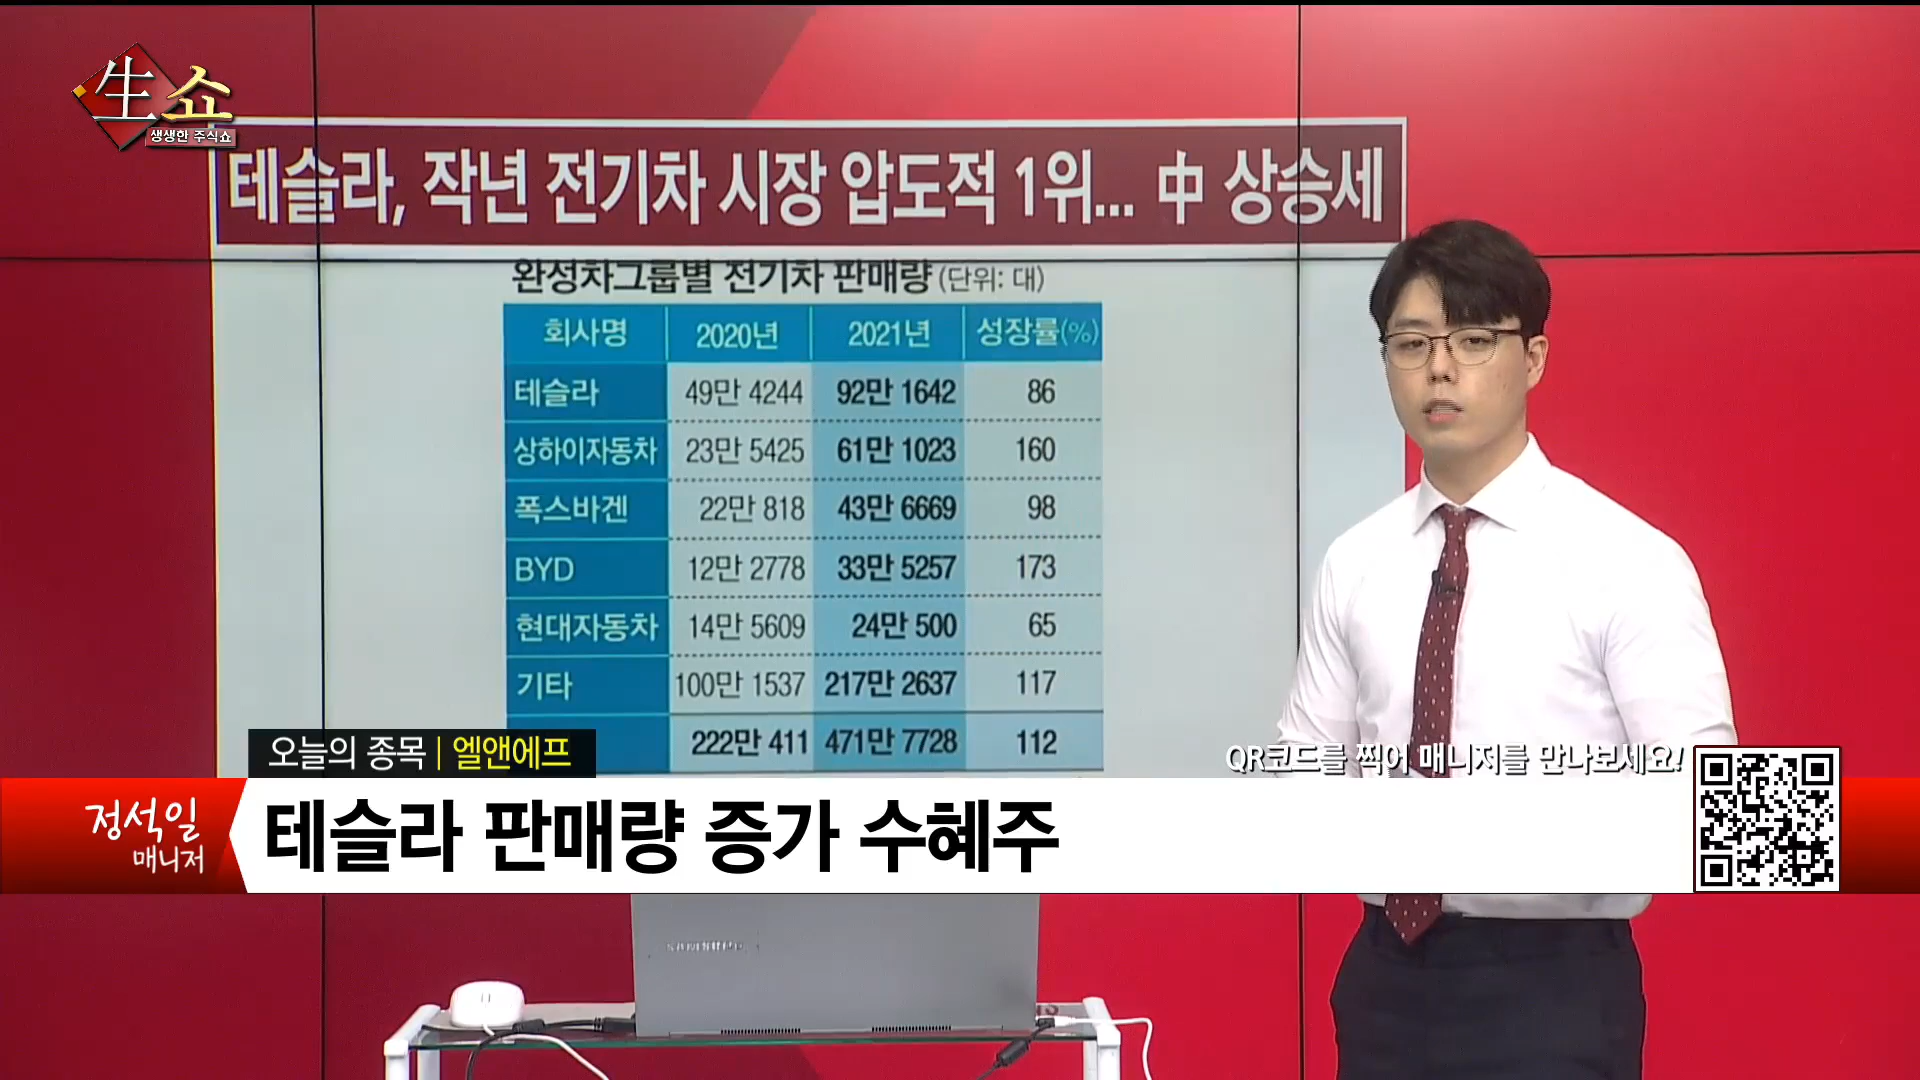 生쇼
생생한 주식쇼
테슬라, 작년 전기차 시장 압도적 1위... 中 상승세
완성차그룹별 전기차 판매량 (단위: 대)
회사명 2020년 2021년 성장률(%)
테슬라 49만 4244 92만 1642 86
상하이자동차 23만 5425 61만 1023 160
폭스바겐 22만 818 43만 6669 98
BYD 12만 2778 33만 5257 173
현대자동차 14만 5609 24만 500 65
기타 100만 1537 217만 2637 117
222만 411 471만 7728 112
오늘의 종목 | 엘앤에프
QR코드를 찍어 매니저를 만나보세요!
정석일
매니저
테슬라 판매량 증가 수혜주
SAMSUNG